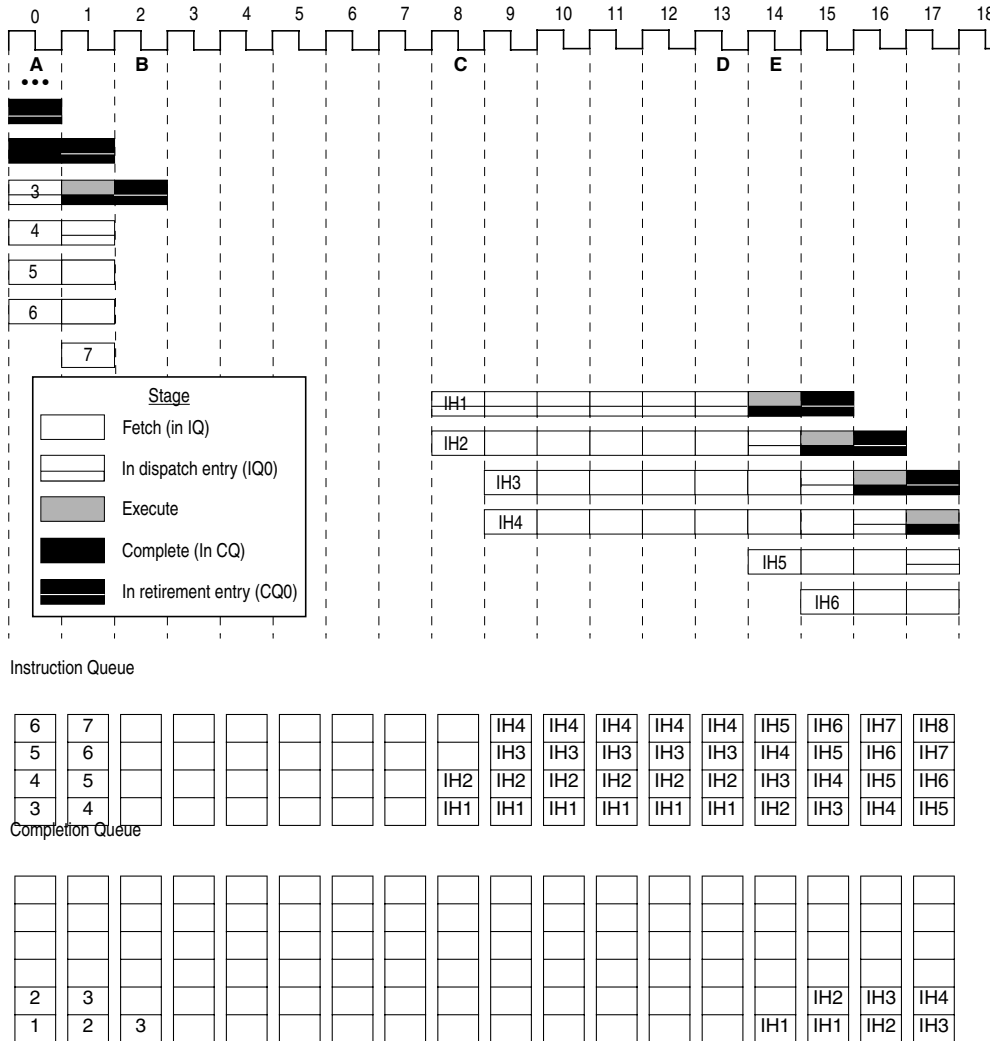 0 1 2 3 4 5 6 7 8 9 10 11 12 13 14 15 16 17 18
A B C D E
•••
3
4
5
6
7
Stage
Fetch (in IQ)
In dispatch entry (IQ0)
Execute
Complete (In CQ)
In retirement entry (CQ0)
IH1
IH2
IH3
IH4
IH5
IH6
Instruction Queue
6 7 IH4 IH4 IH4 IH4 IH4 IH5 IH6 IH7 IH8
5 6 IH3 IH3 IH3 IH3 IH3 IH4 IH5 IH6 IH7
4 5 IH2 IH2 IH2 IH2 IH2 IH2 IH3 IH4 IH5 IH6
3 4 IH1 IH1 IH1 IH1 IH1 IH1 IH2 IH3 IH4 IH5
Completion Queue
2 3 IH2 IH3 IH4
1 2 3 IH1 IH1 IH2 IH3